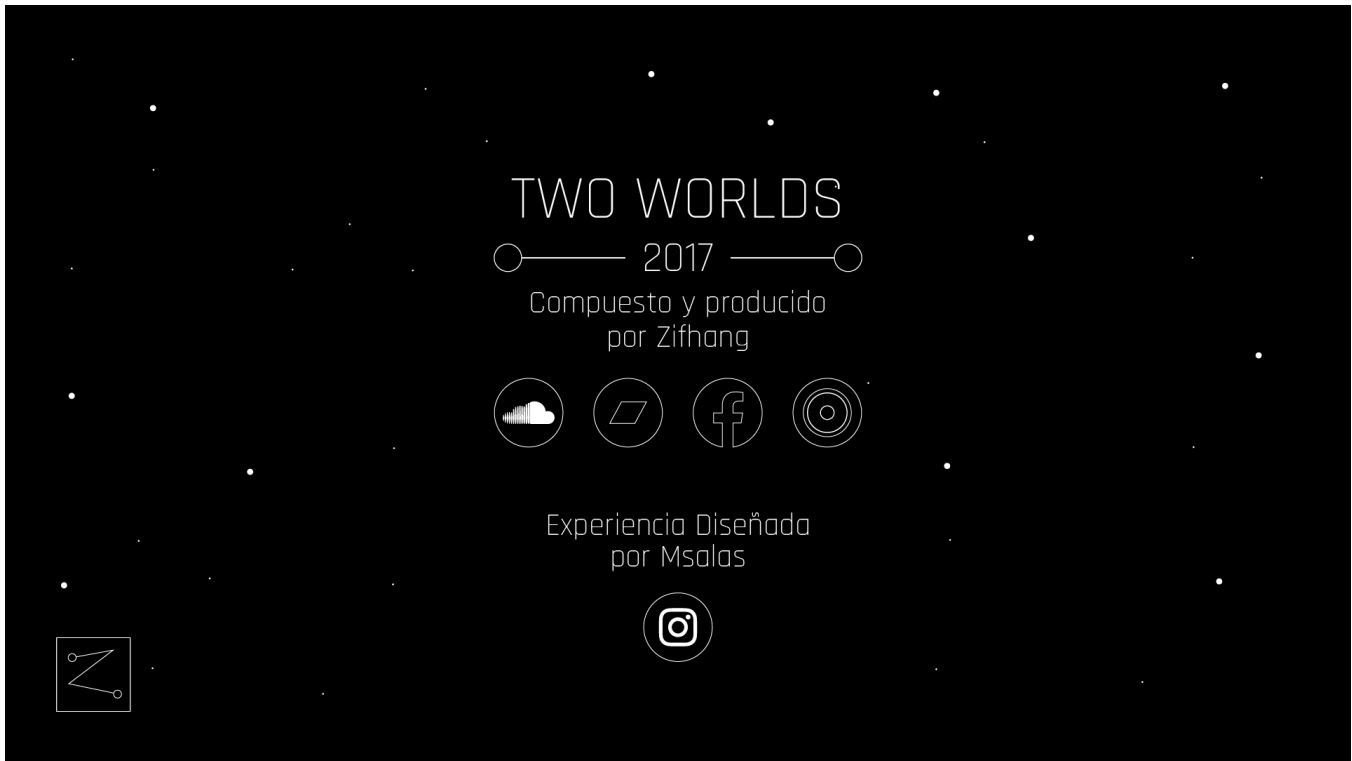 TWO WORLDS
2017
Compuesto y producido
por Zifhang
Experiencia Diseñada
por Msalas